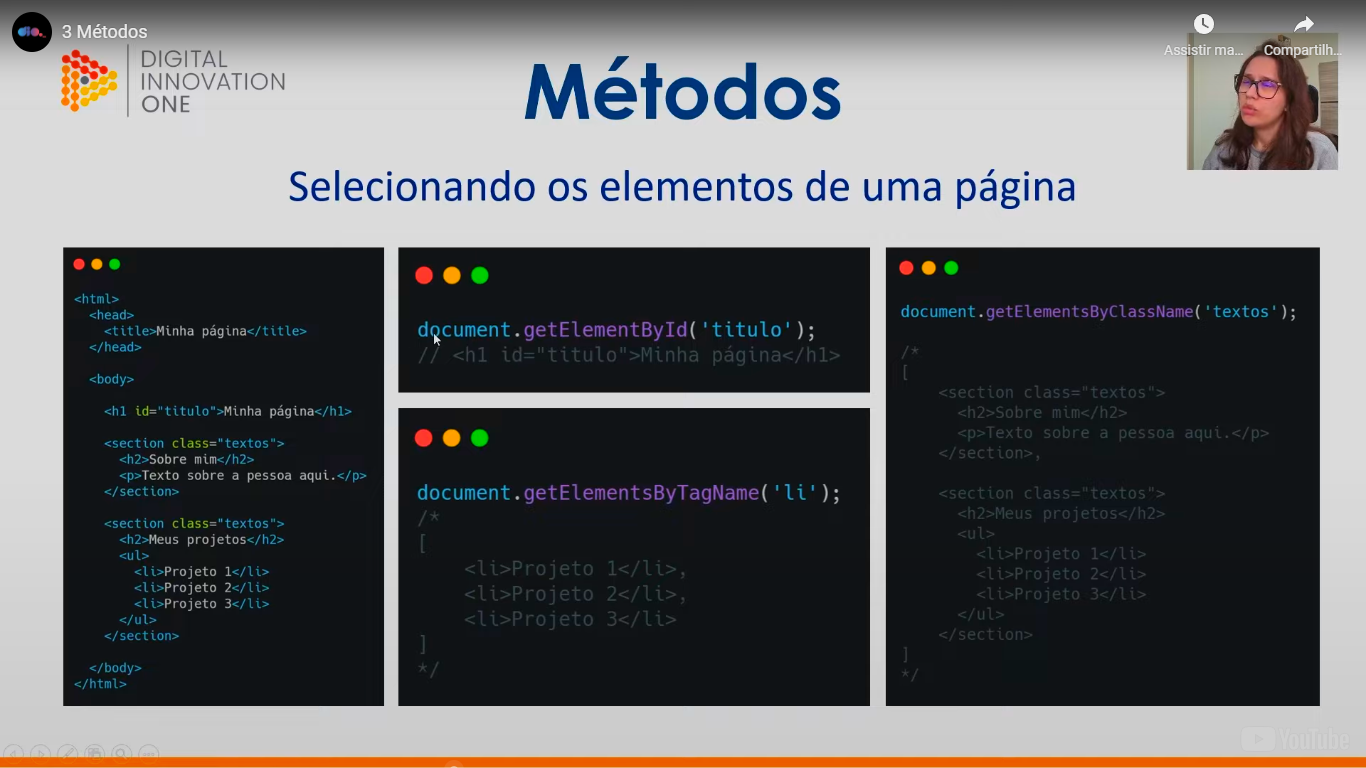 3 Métodos
Assistir ma...
Compartilh...
DIGITAL
INNOVATION
ONE
Métodos
Selecionando os elementos de uma página
<html>
<head>
<title>Minha página</title>
</head>
<body>
<h1 id="titulo">Minha página</h1>
<section class="textos">
<h2>Sobre mim</h2>
<p>Texto sobre a pessoa aqui.</p>
</section>
<section class="textos">
<h2>Meus projetos</h2>
<ul>
<li>Projeto 1</li>
<li>Projeto 2</li>
<li>Projeto 3</li>
</ul>
</section>
</body>
</html>
document.getElementById('titulo');
// <h1 id="titulo">Minha página</h1>
document.getElementsByTagName('li');
/*
[
<li>Projeto 1</li>,
<li>Projeto 2</li>,
<li>Projeto 3</li>
]
*/
document.getElementsByClassName('textos');
/*
[
<section class="textos">
<h2>Sobre mim</h2>
<p>Texto sobre a pessoa aqui.</p>
</section>,
<section class="textos">
<h2>Meus projetos</h2>
<ul>
<li>Projeto 1</li>
<li>Projeto 2</li>
<li>Projeto 3</li>
</ul>
</section>
]
*/
YouTube